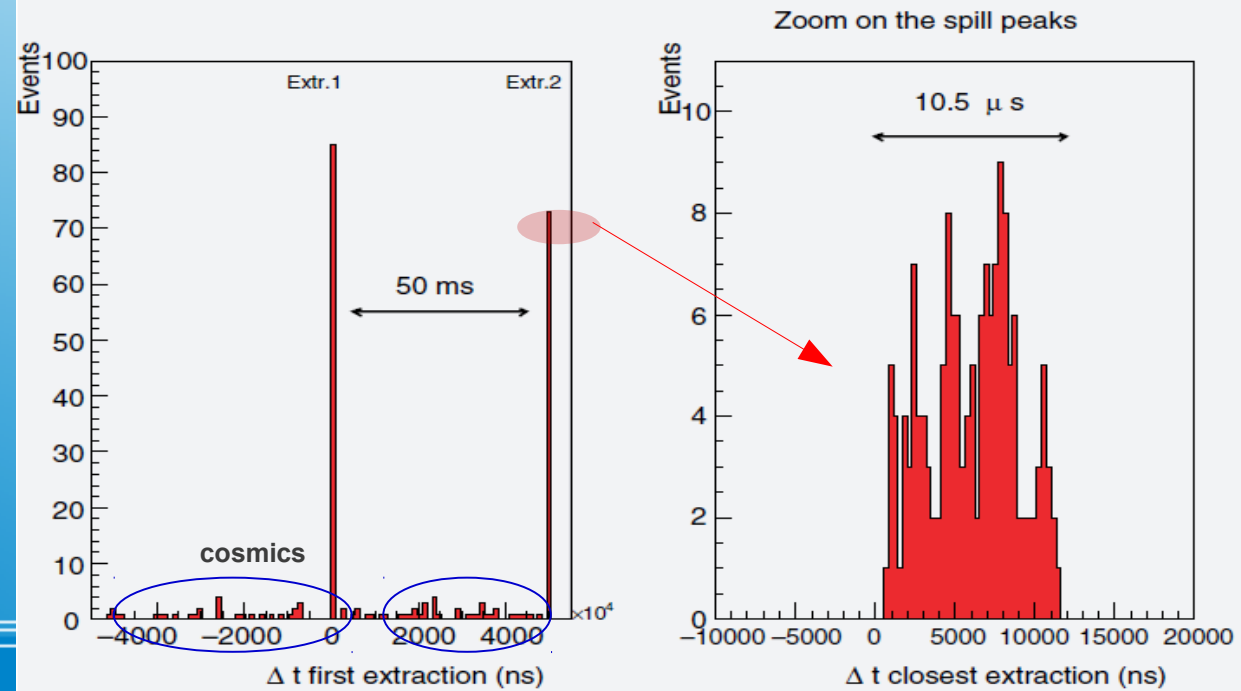 Zoom on the spill peaks
Events
100
90
80
70
60
50
40
30
20
10
0
Extr.1
Extr.2
50 ms
cosmics
−4000 −2000 0 2000 4000
×10⁴
Δ t first extraction (ns)
Events
10
8
6
4
2
0
10.5 μ s
−10000 −5000 0 5000 10000 15000 20000
Δ t closest extraction (ns)